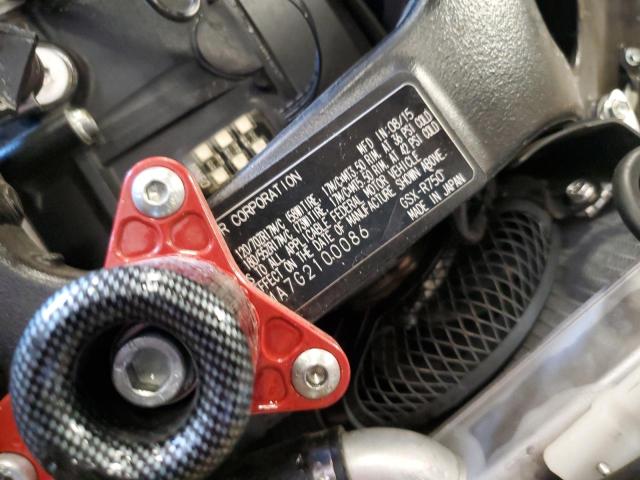 R CORPORATION MFD IN:08/15
120/70ZR17M/C (58W)TIRE 17M/CXMT3.50 RIM, AT 36 PSI COLD
180/55ZR17M/C (73W)TIRE 17M/CXMT5.50 RIM, AT 42 PSI COLD
S TO ALL APPLICABLE FEDERAL MOTOR VEHICLE
EFFECT ON THE DATE OF MANUFACTURE SHOWN ABOVE
A7G2100086 GSX-R750
MADE IN JAPAN